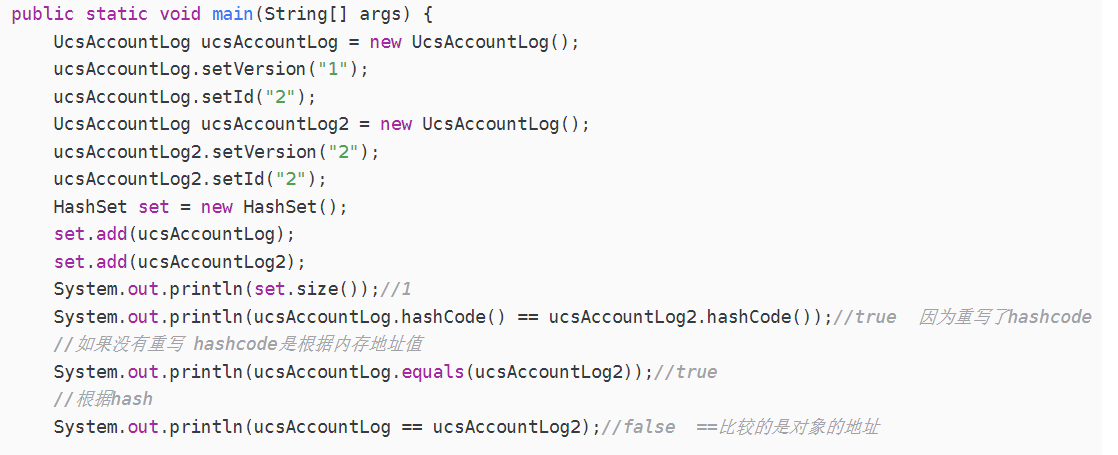 public static void main(String[] args) {
UcsAccountLog ucsAccountLog = new UcsAccountLog();
ucsAccountLog.setVersion("1");
ucsAccountLog.setId("2");
UcsAccountLog ucsAccountLog2 = new UcsAccountLog();
ucsAccountLog2.setVersion("2");
ucsAccountLog2.setId("2");
HashSet set = new HashSet();
set.add(ucsAccountLog);
set.add(ucsAccountLog2);
System.out.println(set.size());//1
System.out.println(ucsAccountLog.hashCode() == ucsAccountLog2.hashCode());//true  因为重写了hashcode
//如果没有重写 hashcode是根据内存地址值
System.out.println(ucsAccountLog.equals(ucsAccountLog2));//true
//根据hash
System.out.println(ucsAccountLog == ucsAccountLog2);//false  ==比较的是对象的地址